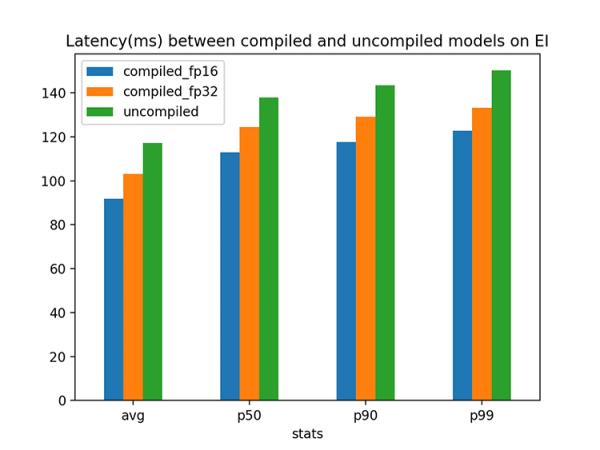 Latency(ms) between compiled and uncompiled models on EI
compiled_fp16
compiled_fp32
uncompiled
140
120
100
80
60
40
20
0
avg p50 p90 p99
stats